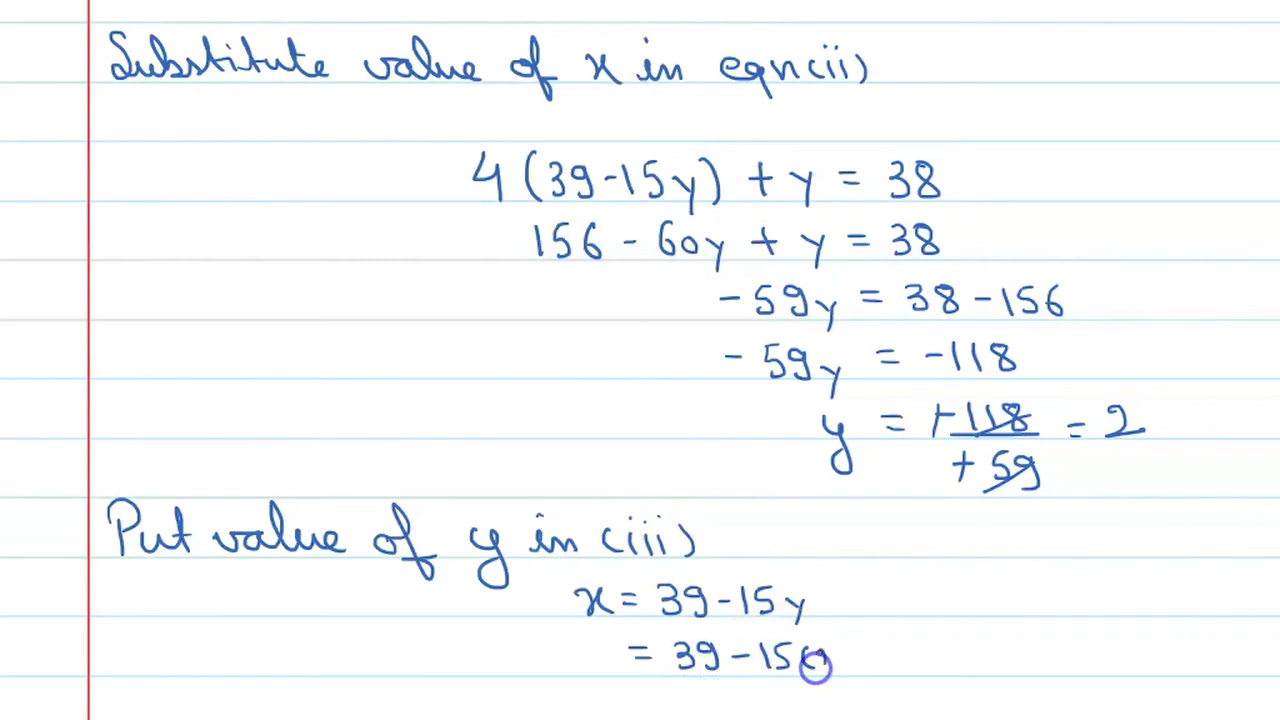 Substitute value of x in eqn(ii)
4(39-15y) + y = 38
156 - 60y + y = 38
-59y = 38-156
-59y = -118
y = +118/+59 = 2
Put value of y in (iii)
x = 39-15y
= 39-15(